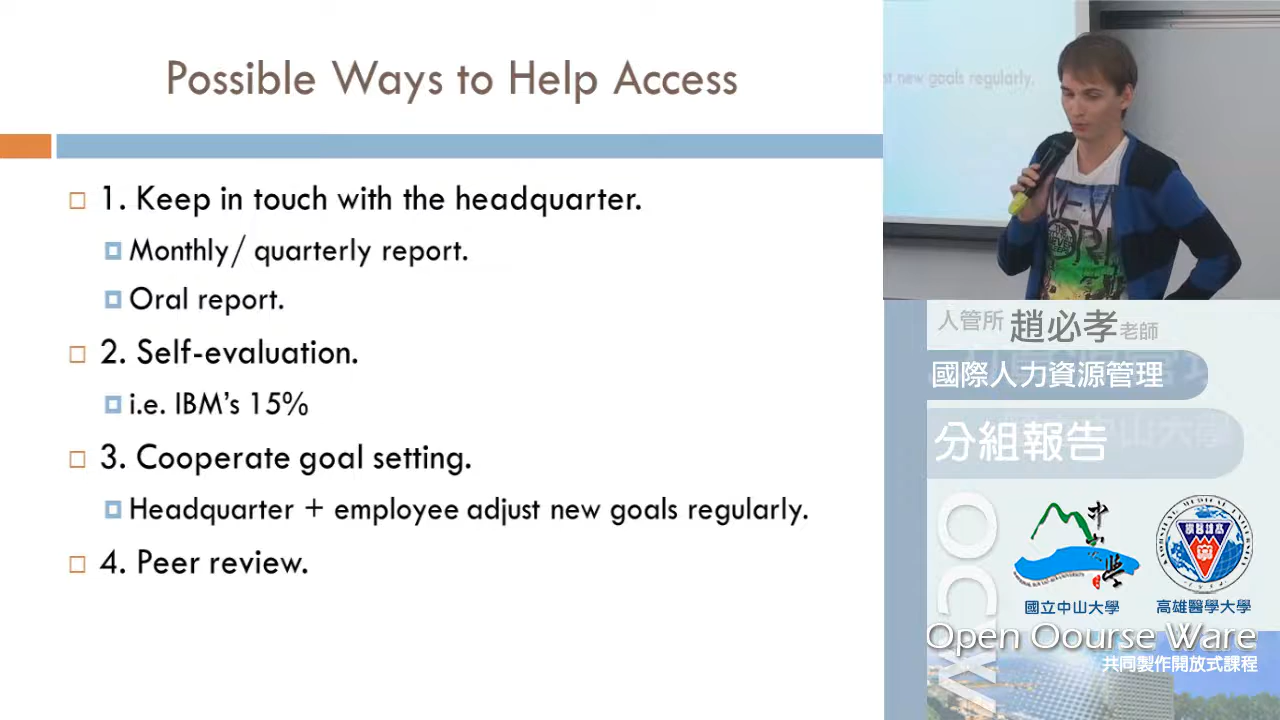 Possible Ways to Help Access
1. Keep in touch with the headquarter.
Monthly/ quarterly report.
Oral report.
2. Self-evaluation.
i.e. IBM's 15%
3. Cooperate goal setting.
Headquarter + employee adjust new goals regularly.
4. Peer review.
new goals regularly.
人管所 趙必孝老師
國際人力資源管理
分組報告
OCW
國立中山大學
高雄醫學大學
Open Oourse Ware
共同製作開放式課程